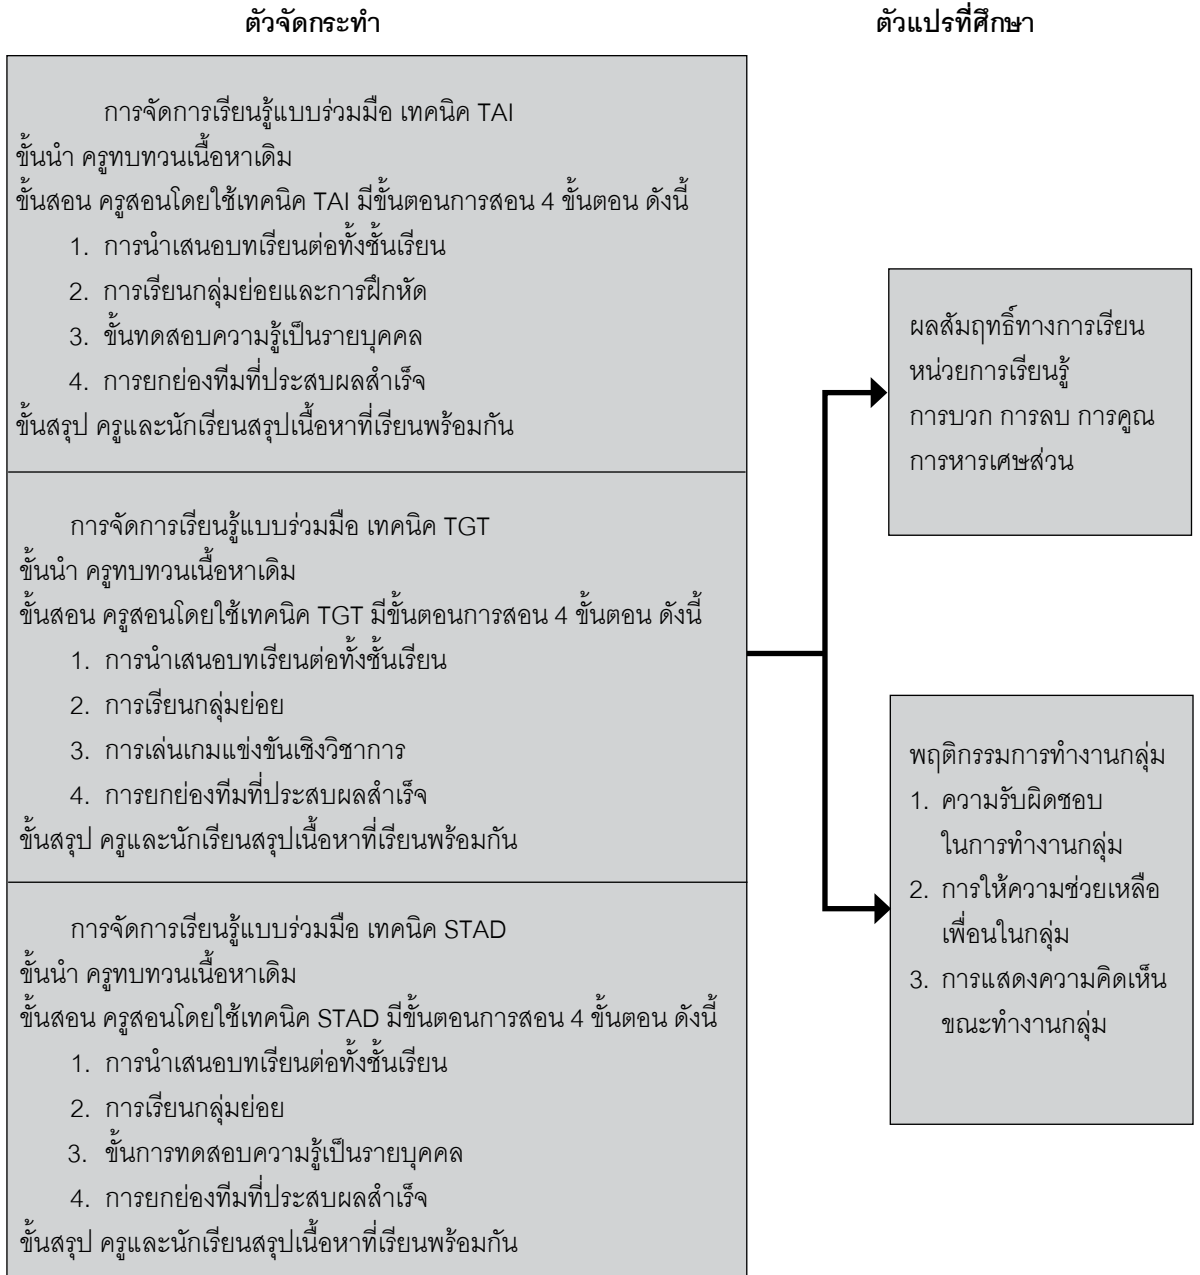 ตัวจัดกระทำ
ตัวแปรที่ศึกษา
การจัดการเรียนรู้แบบร่วมมือ เทคนิค TAI
ขั้นนำ ครูทบทวนเนื้อหาเดิม
ขั้นสอน ครูสอนโดยใช้เทคนิค TAI มีขั้นตอนการสอน 4 ขั้นตอน ดังนี้
1. การนำเสนอบทเรียนต่อทั้งชั้นเรียน
2. การเรียนกลุ่มย่อยและการฝึกหัด
3. ขั้นทดสอบความรู้เป็นรายบุคคล
4. การยกย่องทีมที่ประสบผลสำเร็จ
ขั้นสรุป ครูและนักเรียนสรุปเนื้อหาที่เรียนพร้อมกัน
การจัดการเรียนรู้แบบร่วมมือ เทคนิค TGT
ขั้นนำ ครูทบทวนเนื้อหาเดิม
ขั้นสอน ครูสอนโดยใช้เทคนิค TGT มีขั้นตอนการสอน 4 ขั้นตอน ดังนี้
1. การนำเสนอบทเรียนต่อทั้งชั้นเรียน
2. การเรียนกลุ่มย่อย
3. การเล่นเกมแข่งขันเชิงวิชาการ
4. การยกย่องทีมที่ประสบผลสำเร็จ
ขั้นสรุป ครูและนักเรียนสรุปเนื้อหาที่เรียนพร้อมกัน
การจัดการเรียนรู้แบบร่วมมือ เทคนิค STAD
ขั้นนำ ครูทบทวนเนื้อหาเดิม
ขั้นสอน ครูสอนโดยใช้เทคนิค STAD มีขั้นตอนการสอน 4 ขั้นตอน ดังนี้
1. การนำเสนอบทเรียนต่อทั้งชั้นเรียน
2. การเรียนกลุ่มย่อย
3. ขั้นการทดสอบความรู้เป็นรายบุคคล
4. การยกย่องทีมที่ประสบผลสำเร็จ
ขั้นสรุป ครูและนักเรียนสรุปเนื้อหาที่เรียนพร้อมกัน
ผลสัมฤทธิ์ทางการเรียน
หน่วยการเรียนรู้
การบวก การลบ การคูณ
การหารเศษส่วน
พฤติกรรมการทำงานกลุ่ม
1. ความรับผิดชอบ
ในการทำงานกลุ่ม
2. การให้ความช่วยเหลือ
เพื่อนในกลุ่ม
3. การแสดงความคิดเห็น
ขณะทำงานกลุ่ม